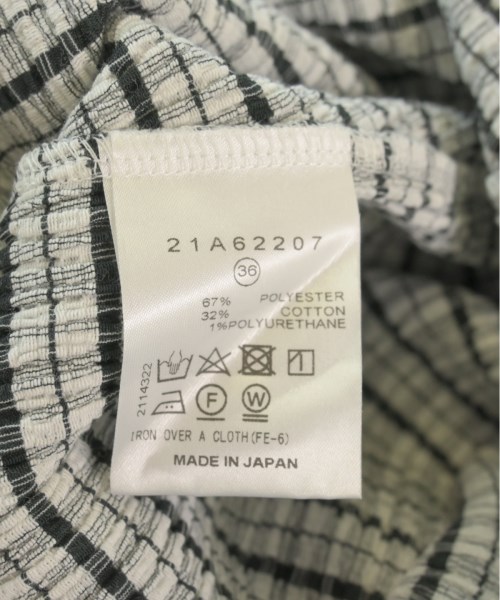 21A62207
36
67% POLYESTER
32% COTTON
1% POLYURETHANE
2114322
F W
IRON OVER A CLOTH(FE-6)
MADE IN JAPAN